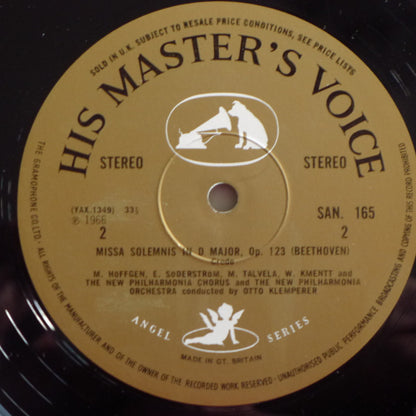 SOLD IN U.K. SUBJECT TO RESALE PRICE CONDITIONS, SEE PRICE LISTS
HIS MASTER'S VOICE
STEREO
STEREO
(YAX.1349) 33⅓
℗ 1966
2
SAN. 165
2
MISSA SOLEMNIS IN D MAJOR, Op. 123 (BEETHOVEN)
Credo
M. HOFFGEN, E. SODERSTROM, M. TALVELA, W. KMENTT and
THE NEW PHILHARMONIA CHORUS and THE NEW PHILHARMONIA
ORCHESTRA conducted by OTTO KLEMPERER
ANGEL SERIES
MADE IN GT. BRITAIN
THE GRAMOPHONE CO. LTD. ALL RIGHTS OF THE MANUFACTURER AND OF THE OWNER OF THE RECORDED WORK RESERVED. UNAUTHORISED PUBLIC PERFORMANCE BROADCASTING AND COPYING OF THIS RECORD PROHIBITED